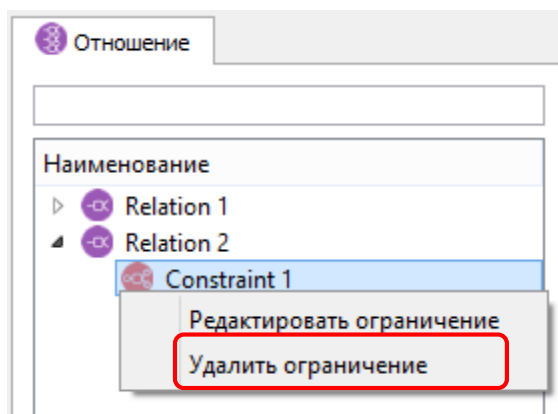 Отношение
Наименование
Relation 1
Relation 2
Constraint 1
Редактировать ограничение
Удалить ограничение